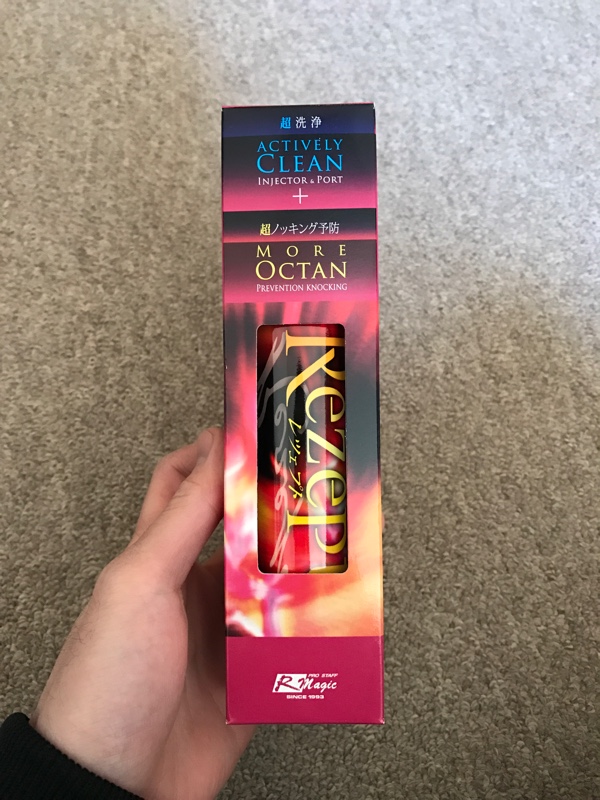 超洗浄
ACTIVELY
CLEAN
INJECTOR & PORT
+
超ノッキング予防
MORE
OCTAN
PREVENTION KNOCKING
Rezept
レツェプト
PRO STAFF
R Magic
SINCE 1993